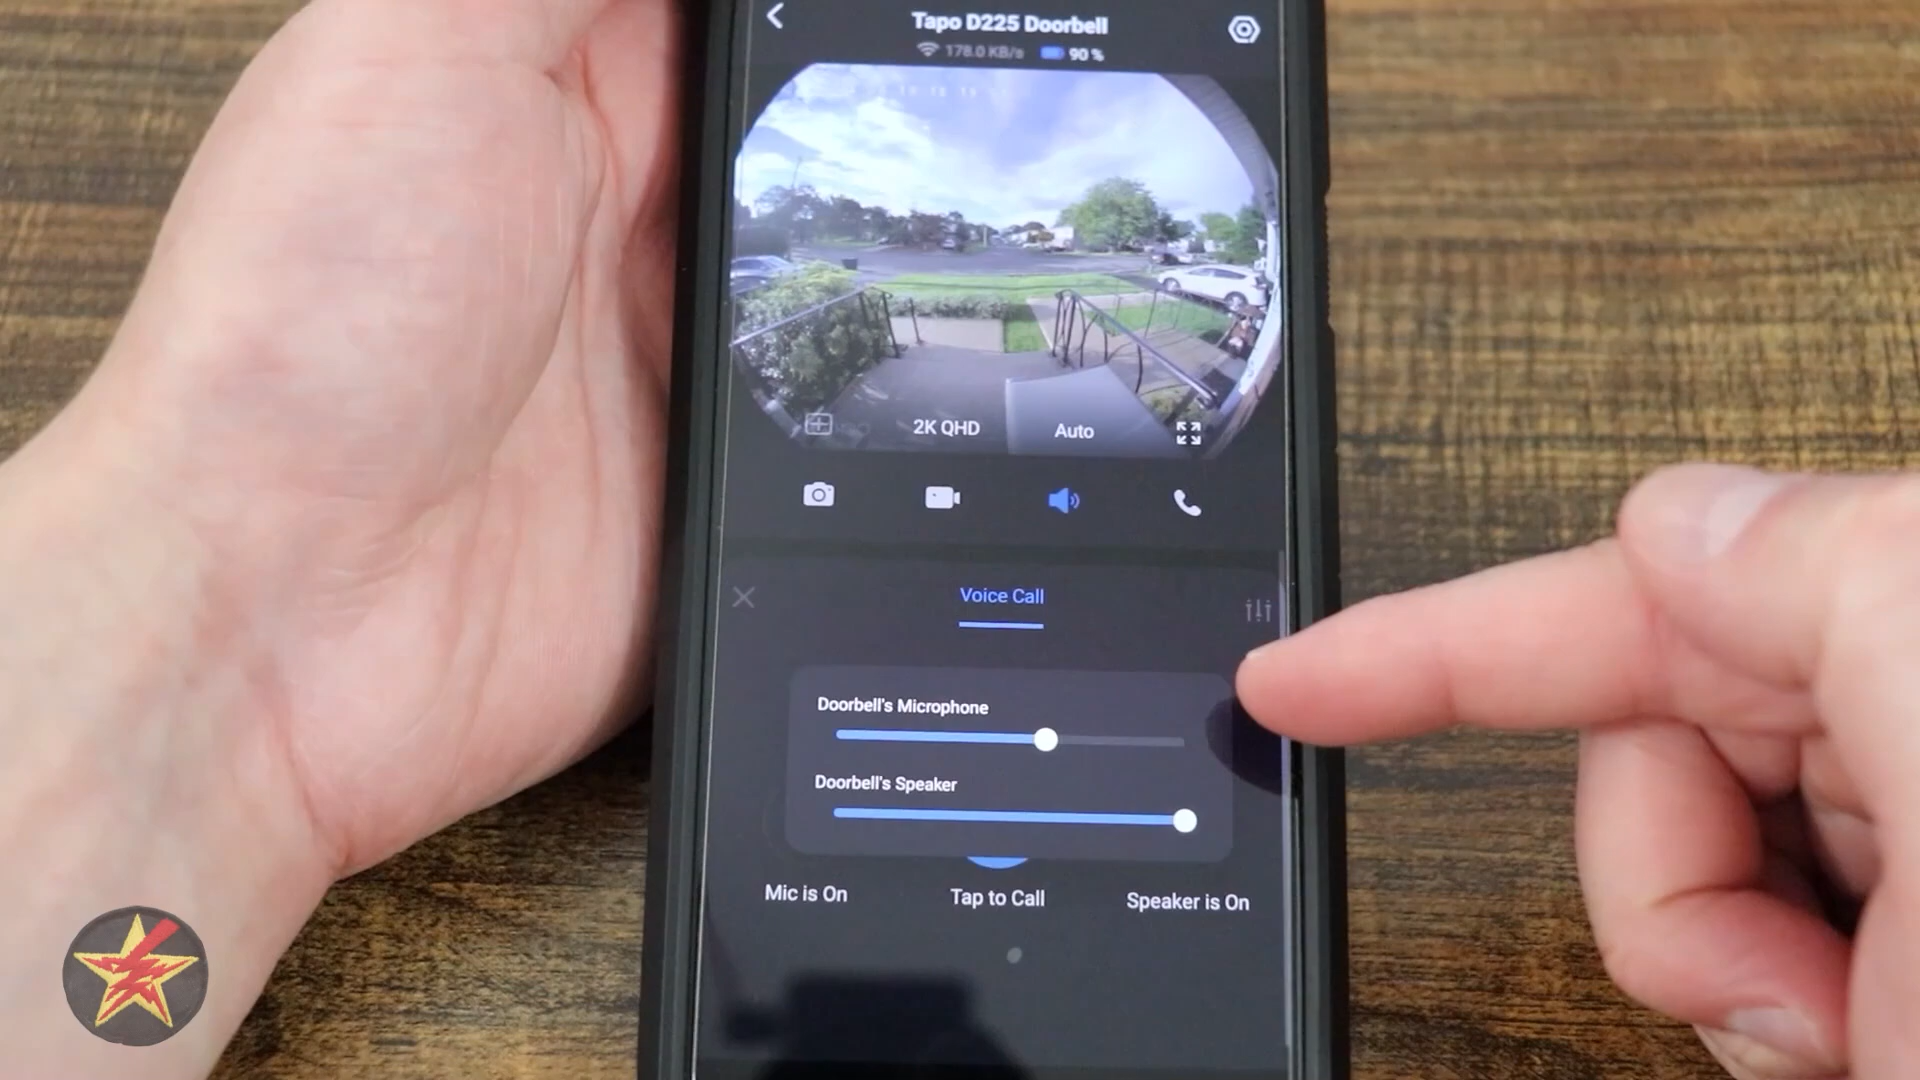 Tapo D225 Doorbell
178.0 KB/s 90 %
2K QHD Auto
Voice Call
Doorbell's Microphone
Doorbell's Speaker
Mic is On Tap to Call Speaker is On